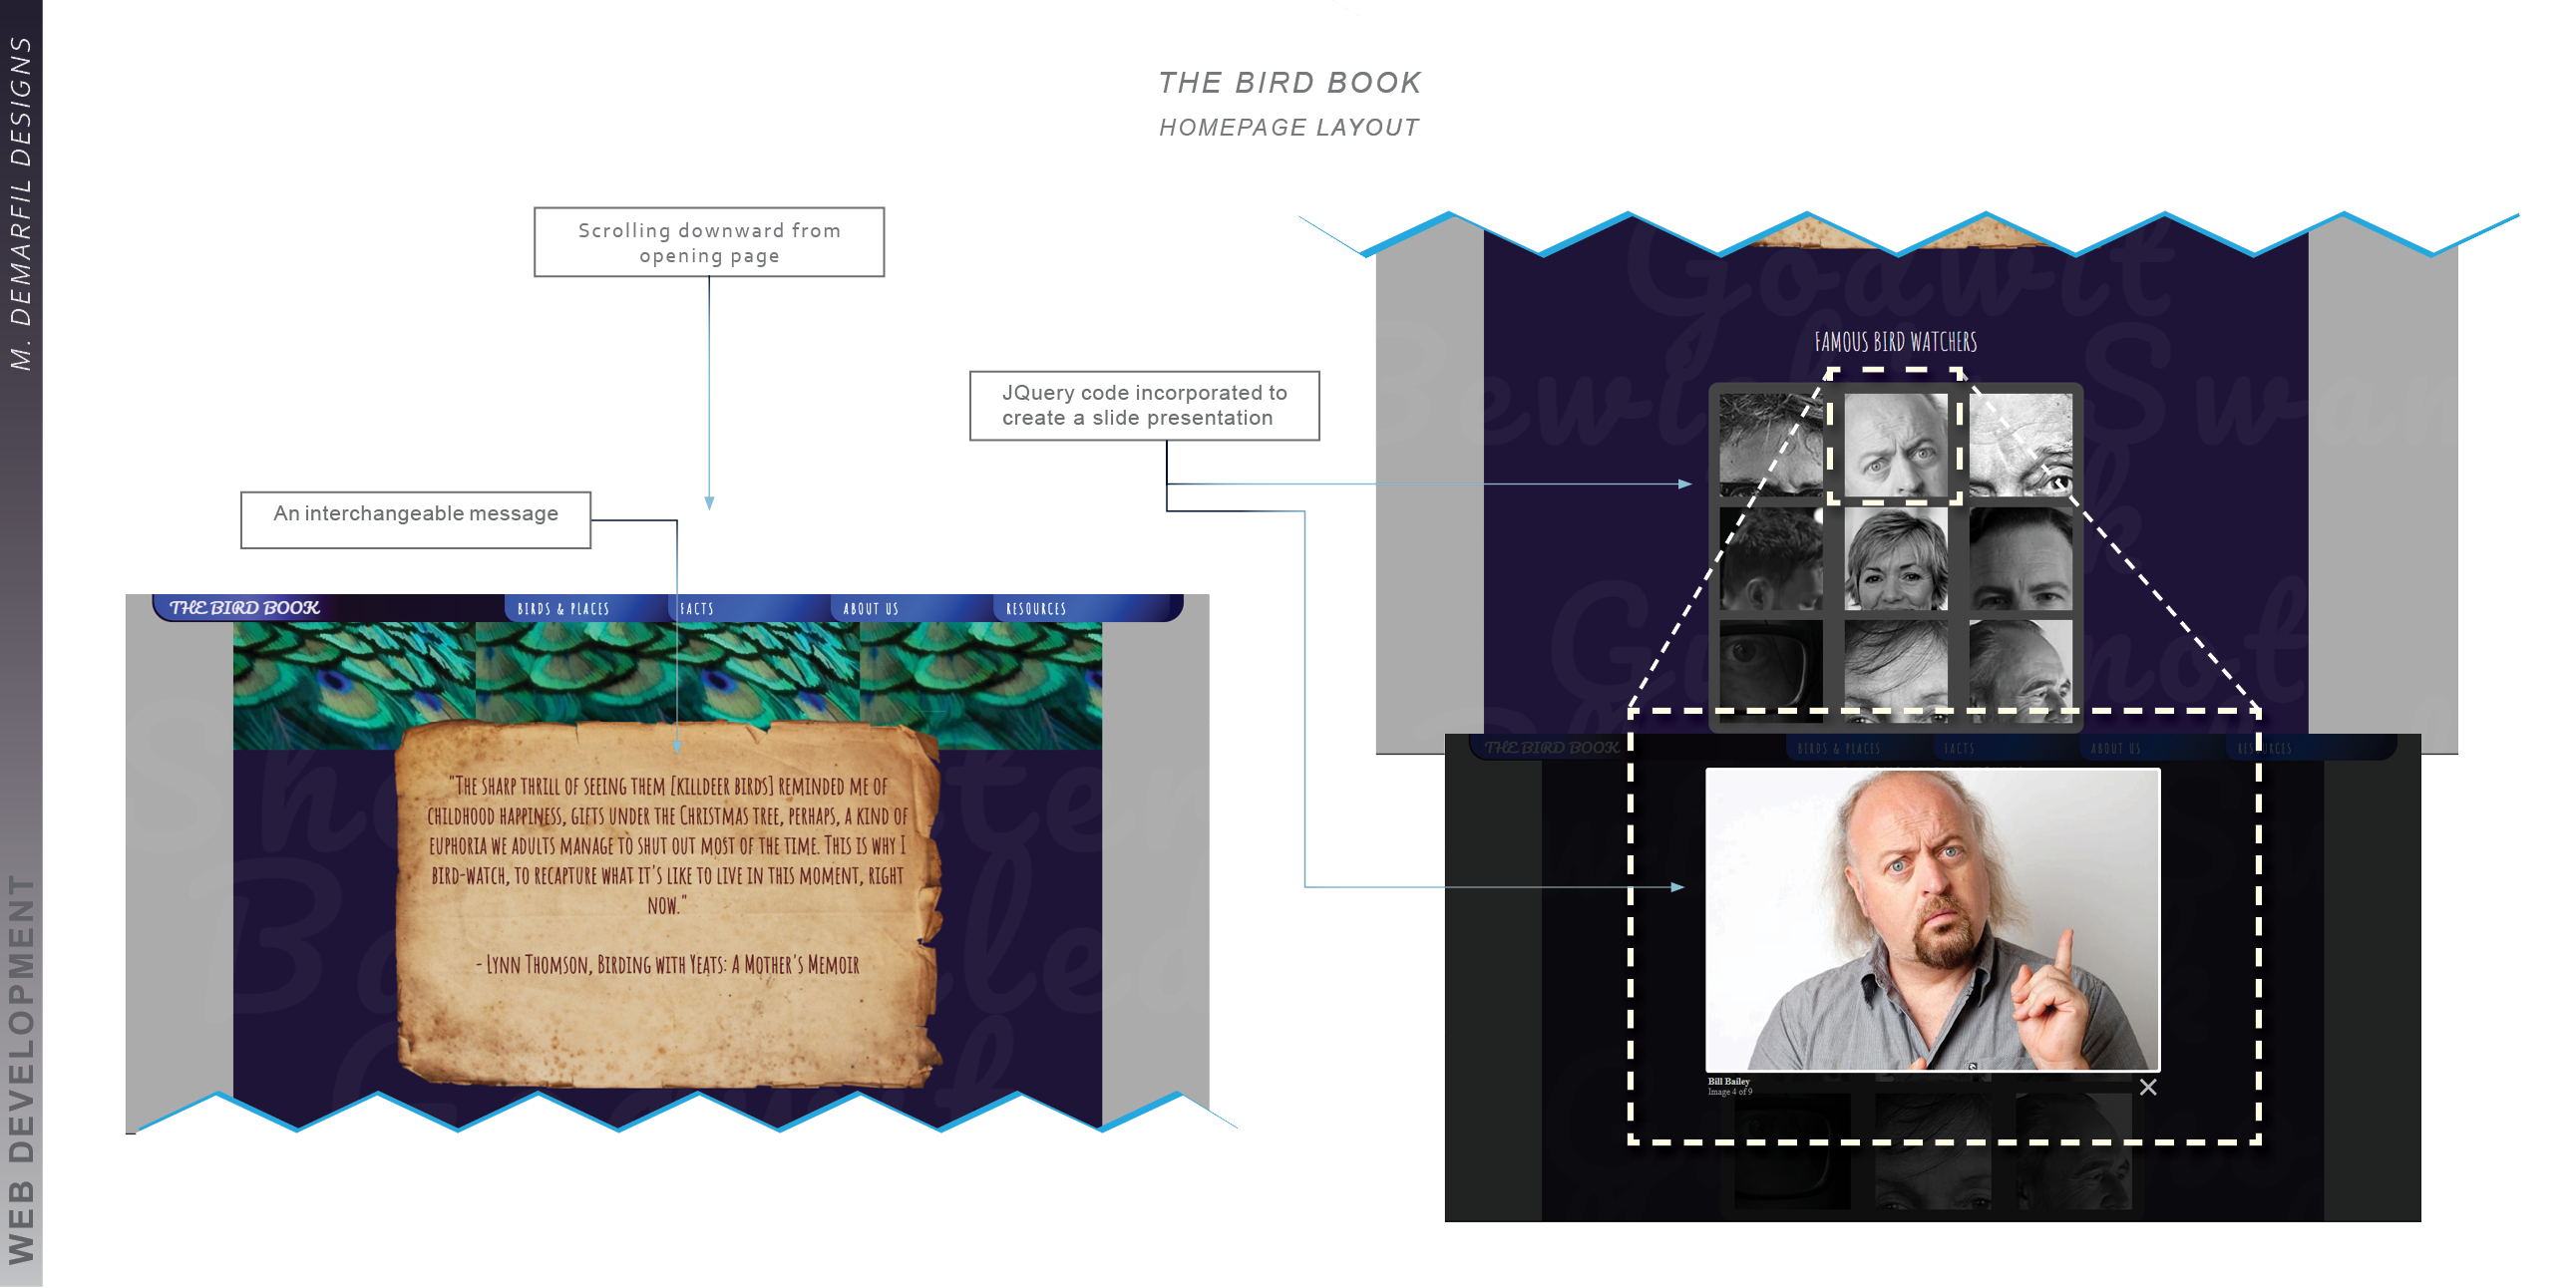 M. DEMARFIL DESIGNS
WEB DEVELOPMENT
THE BIRD BOOK
HOMEPAGE LAYOUT
Scrolling downward from
opening page
An interchangeable message
JQuery code incorporated to
create a slide presentation
THE BIRD BOOK
BIRDS & PLACES
FACTS
ABOUT US
RESOURCES
"The sharp thrill of seeing them [killdeer birds] reminded me of
childhood happiness, gifts under the Christmas tree, perhaps, a kind of
euphoria we adults manage to shut out most of the time. This is why I
bird-watch, to recapture what it's like to live in this moment, right
now."
- Lynn Thomson, Birding with Yeats: A Mother's Memoir
Godwit
Swan
FAMOUS BIRD WATCHERS
THE BIRD BOOK
BIRDS & PLACES
FACTS
ABOUT US
RESOURCES
Bill Bailey
Image 4 of 9